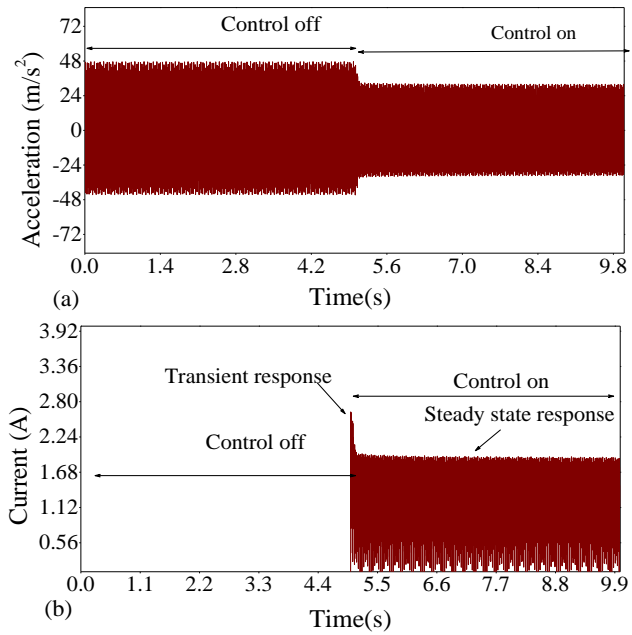 72
Control off
Control on
48
24
0
-24
-48
-72
Acceleration (m/s²)
0.0 1.4 2.8 4.2 5.6 7.0 8.4 9.8
(a)
Time(s)
3.92
3.36
2.80
2.24
1.68
1.12
0.56
Current (A)
Transient response
Control on
Steady state response
Control off
0.0 1.1 2.2 3.3 4.4 5.5 6.6 7.7 8.8 9.9
(b)
Time(s)